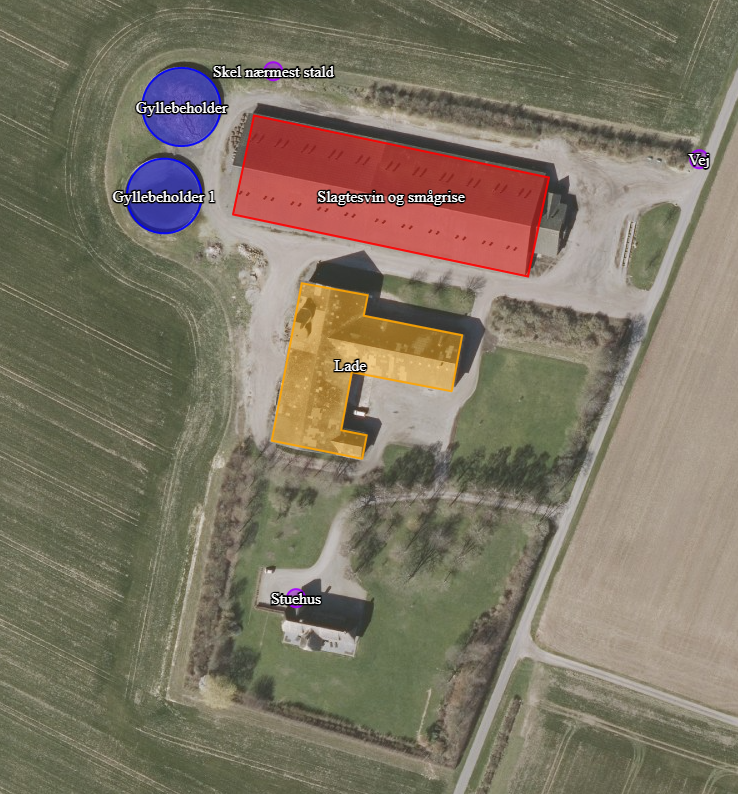 Skel nærmest stald
Gyllebeholder
Vej
Gyllebeholder 1
Slagtesvin og smågrise
Lade
Stuehus